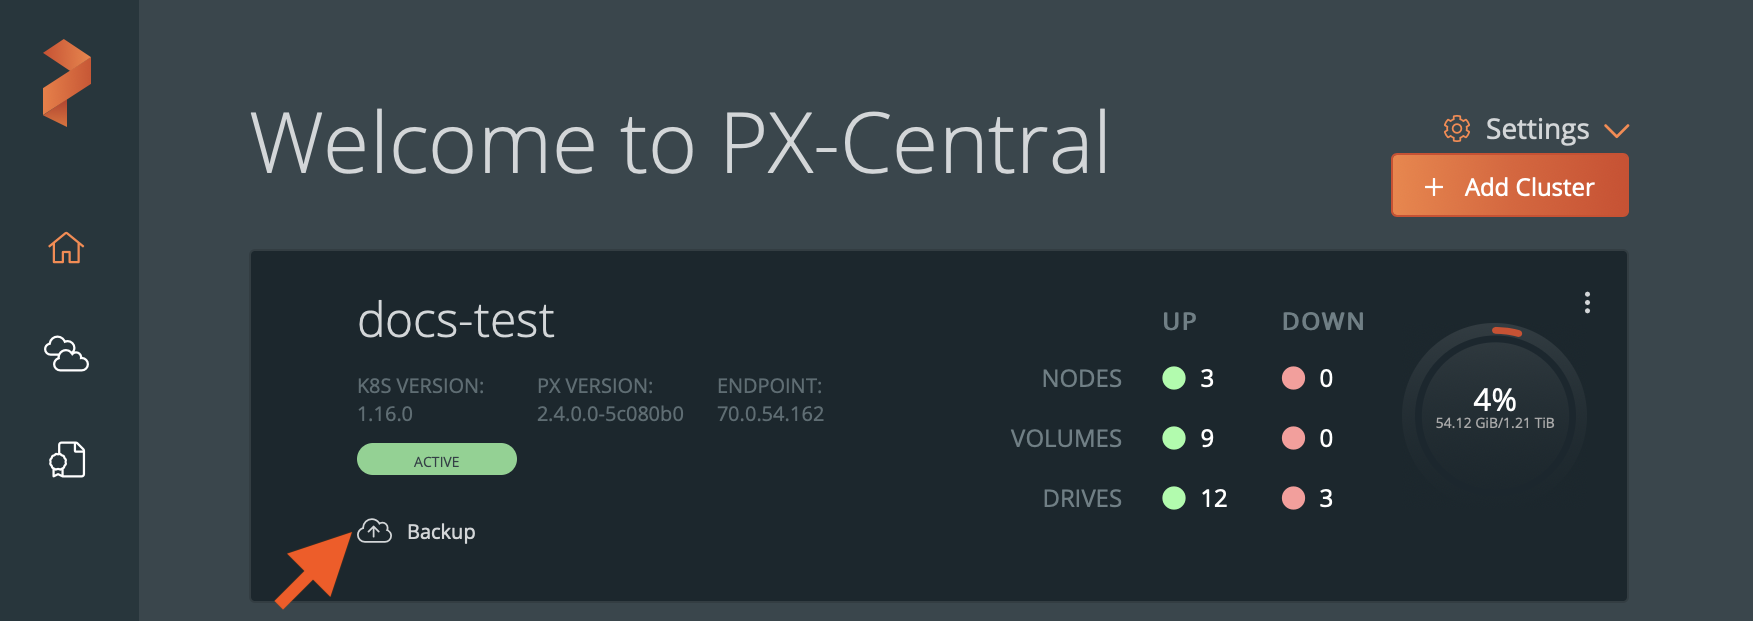 Welcome to PX-Central
Settings
+ Add Cluster
docs-test
K8S VERSION: PX VERSION: ENDPOINT:
1.16.0 2.4.0.0-5c080b0 70.0.54.162
ACTIVE
Backup
UP DOWN
NODES 3 0
VOLUMES 9 0
DRIVES 12 3
4%
54.12 GiB/1.21 TiB